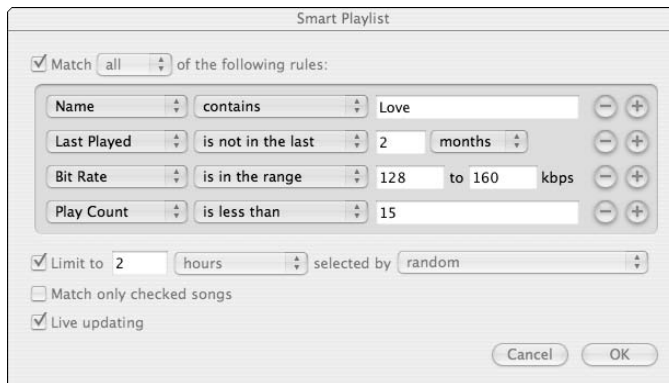 Smart Playlist
Match all of the following rules:
Name contains Love
Last Played is not in the last 2 months
Bit Rate is in the range 128 to 160 kbps
Play Count is less than 15
Limit to 2 hours selected by random
Match only checked songs
Live updating
Cancel OK